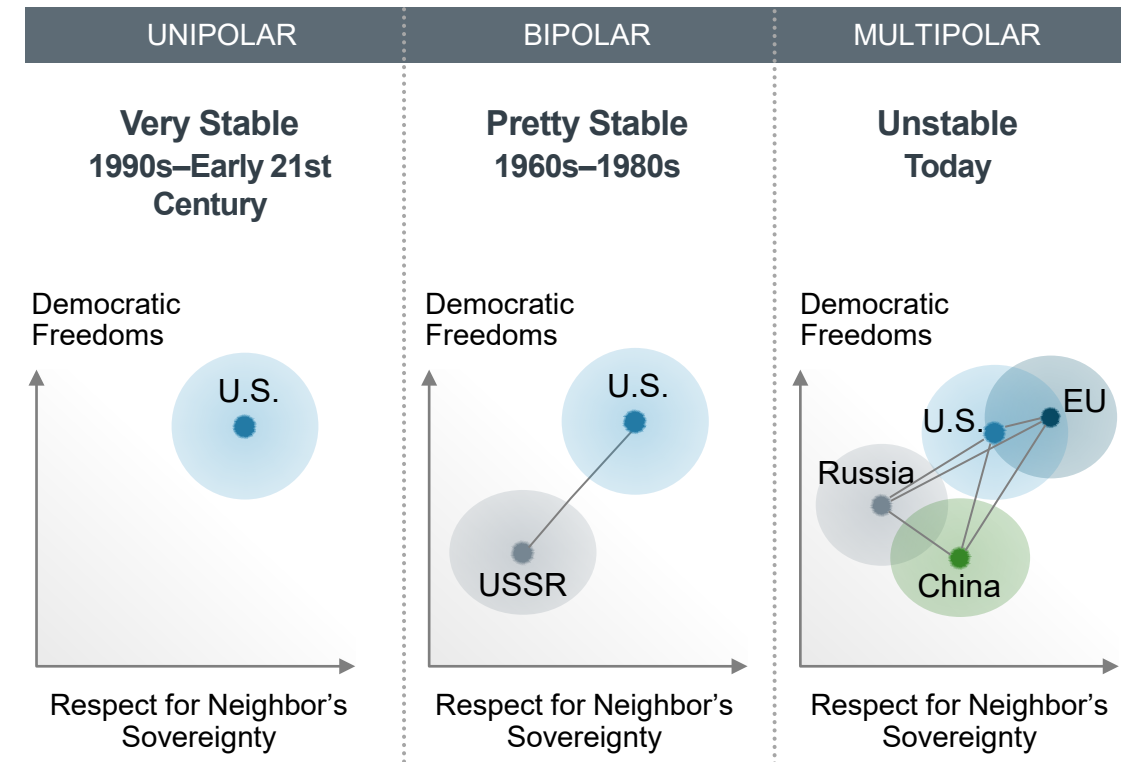 UNIPOLAR
Very Stable
1990s–Early 21st
Century
Democratic
Freedoms
U.S.
Respect for Neighbor’s
Sovereignty
BIPOLAR
Pretty Stable
1960s–1980s
Democratic
Freedoms
U.S.
USSR
Respect for Neighbor’s
Sovereignty
MULTIPOLAR
Unstable
Today
Democratic
Freedoms
EU
U.S.
Russia
China
Respect for Neighbor’s
Sovereignty